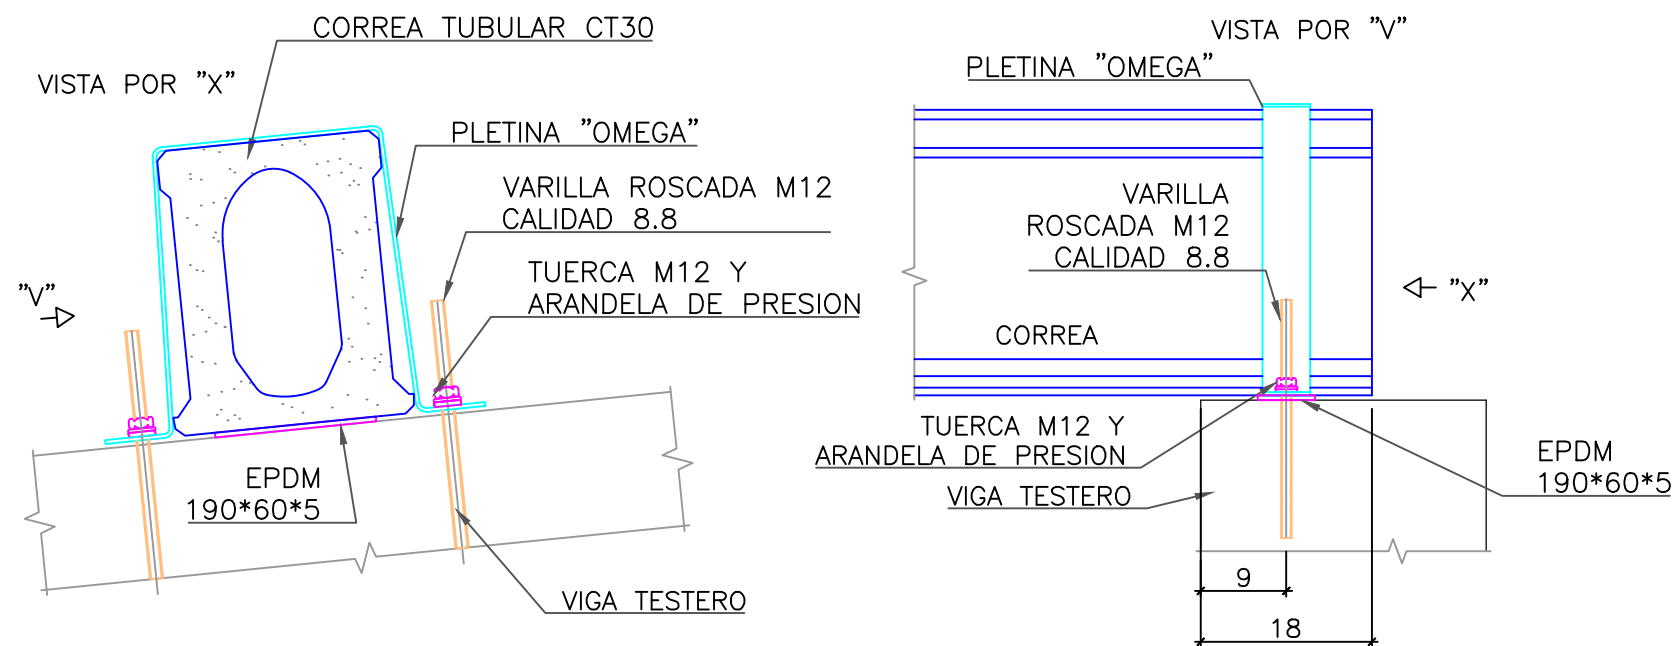 CORREA TUBULAR CT30
VISTA POR "X"
PLETINA "OMEGA"
VARILLA ROSCADA M12
CALIDAD 8.8
TUERCA M12 Y
ARANDELA DE PRESION
"V"
EPDM
190*60*5
VIGA TESTERO
VISTA POR "V"
PLETINA "OMEGA"
VARILLA
ROSCADA M12
CALIDAD 8.8
"X"
CORREA
TUERCA M12 Y
ARANDELA DE PRESION
VIGA TESTERO
EPDM
190*60*5
9
18